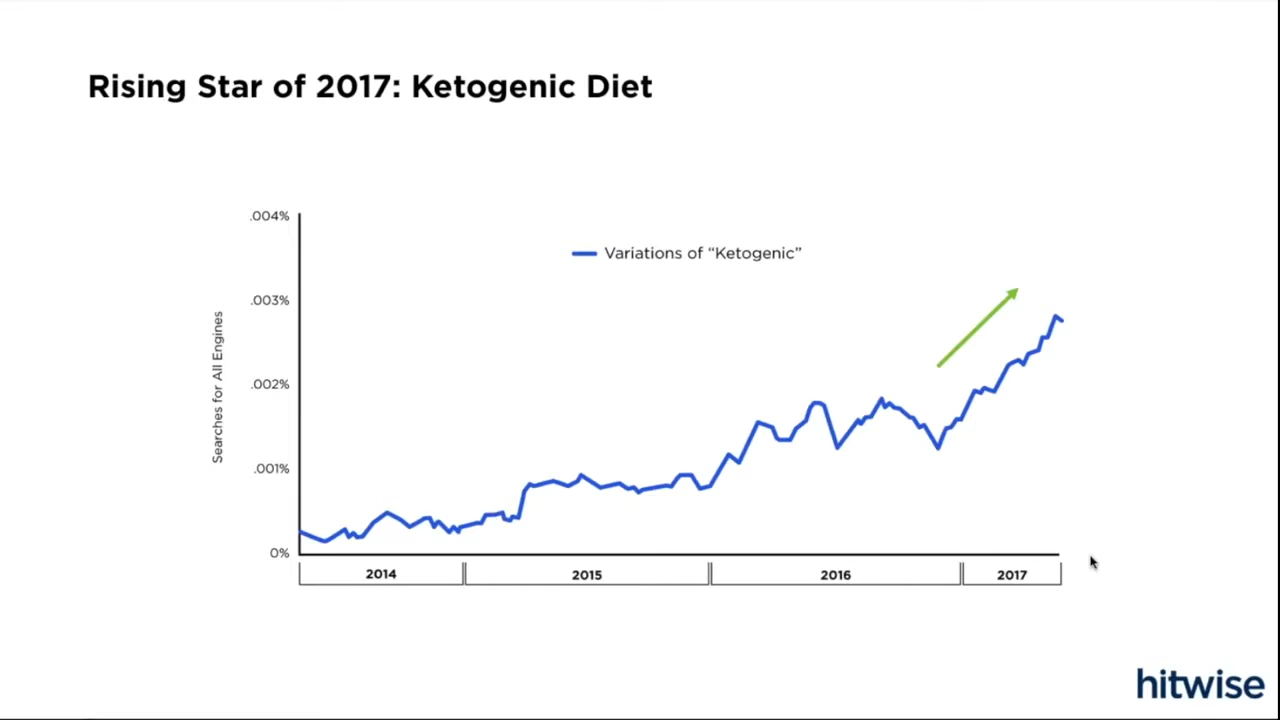 Rising Star of 2017: Ketogenic Diet
.004%
Variations of “Ketogenic”
.003%
Searches for All Engines
.002%
.001%
0%
2014
2015
2016
2017
hitwise